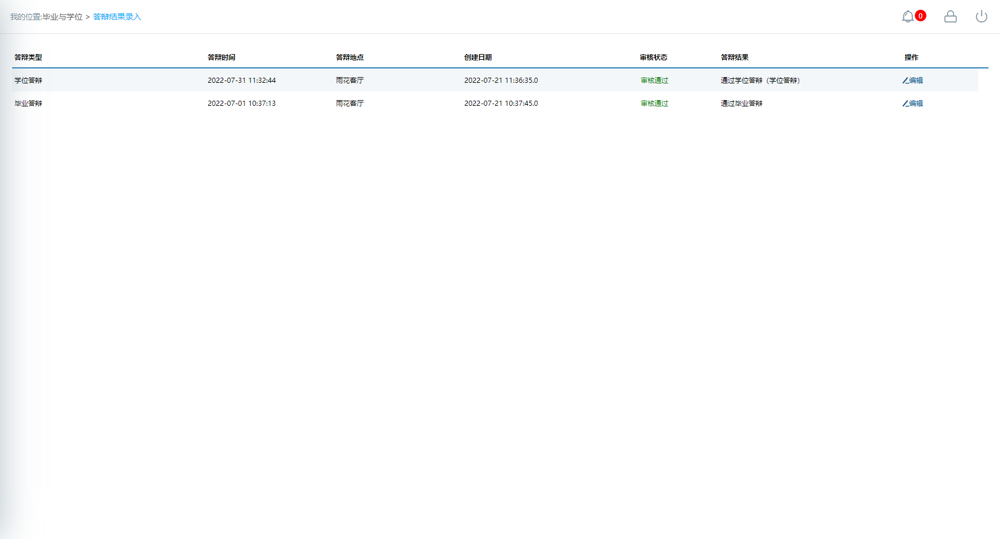 我的位置:毕业与学位 > 答辩结果录入 0
答辩类型 答辩时间 答辩地点 创建日期 审核状态 答辩结果 操作
学位答辩 2022-07-31 11:32:44 雨花客厅 2022-07-21 11:36:35.0 审核通过 通过学位答辩（学位答辩） 编辑
毕业答辩 2022-07-01 10:37:13 雨花客厅 2022-07-21 10:37:45.0 审核通过 通过毕业答辩 编辑